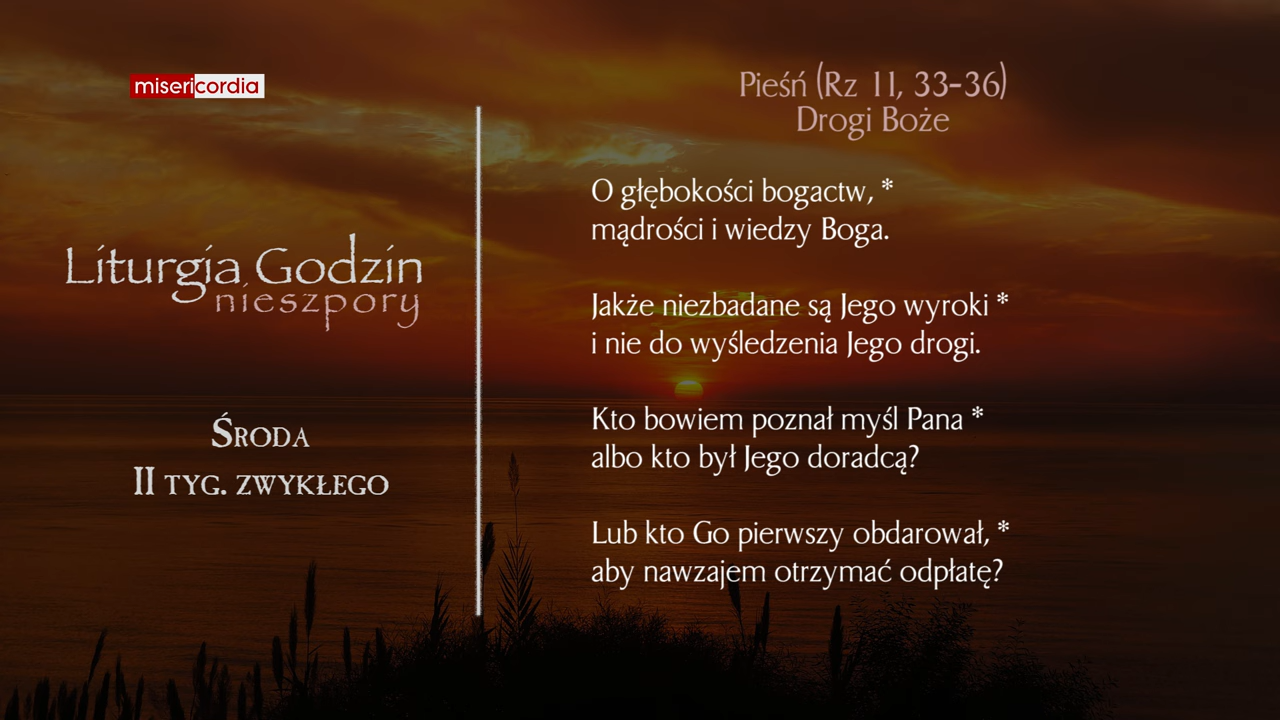 misericordia
Liturgia Godzin
nieszpory
Środa
II tyg. zwykłego
Pieśń (Rz 11, 33-36)
Drogi Boże
O głębokości bogactw, *
mądrości i wiedzy Boga.
Jakże niezbadane są Jego wyroki *
i nie do wyśledzenia Jego drogi.
Kto bowiem poznał myśl Pana *
albo kto był Jego doradcą?
Lub kto Go pierwszy obdarował, *
aby nawzajem otrzymać odpłatę?